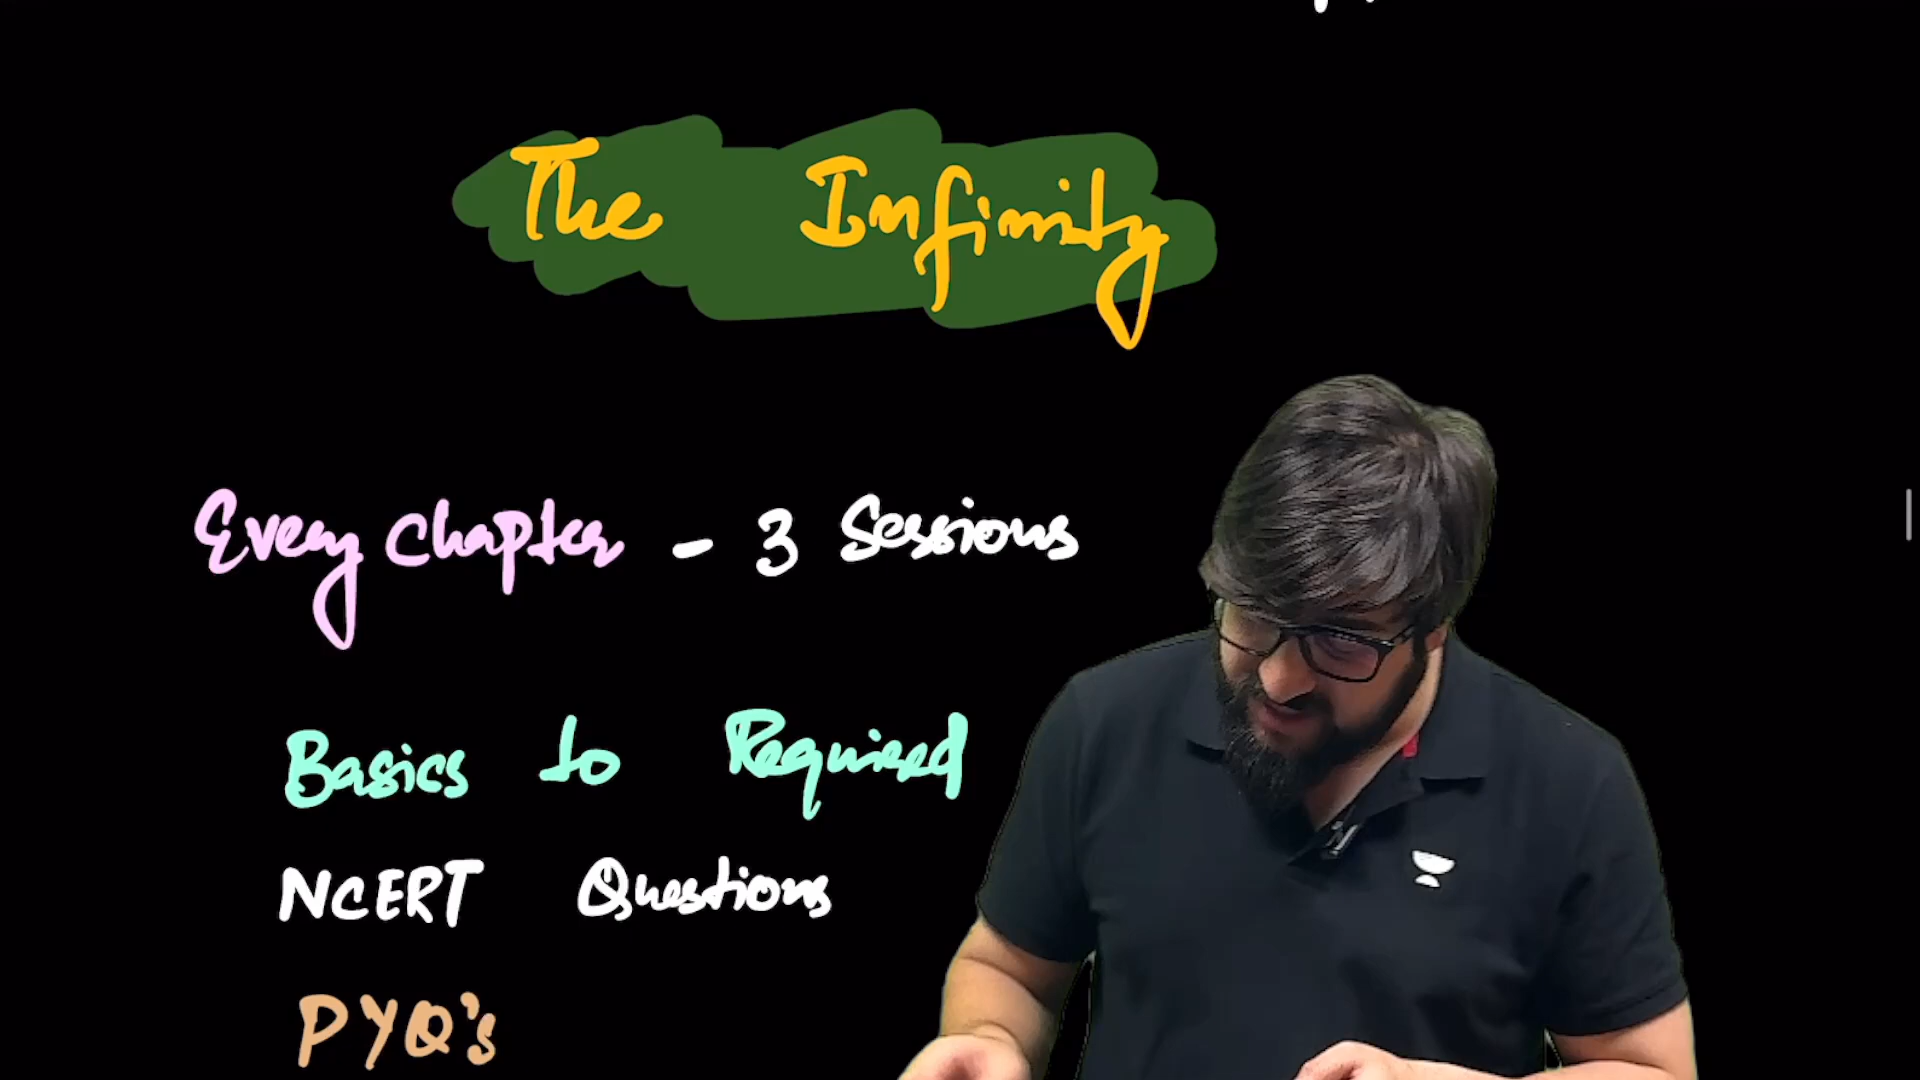 The Infinity
Every Chapter - 3 Sessions
Basics to Required
NCERT Questions
PYQ's